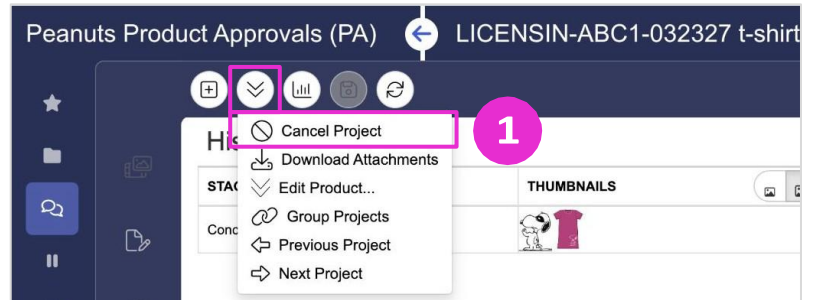 Peanuts Product Approvals (PA)
LICENSIN-ABC1-032327 t-shirt
Cancel Project
1
His
Download Attachments
STAG
Edit Product...
THUMBNAILS
Group Projects
Conc
Previous Project
Next Project